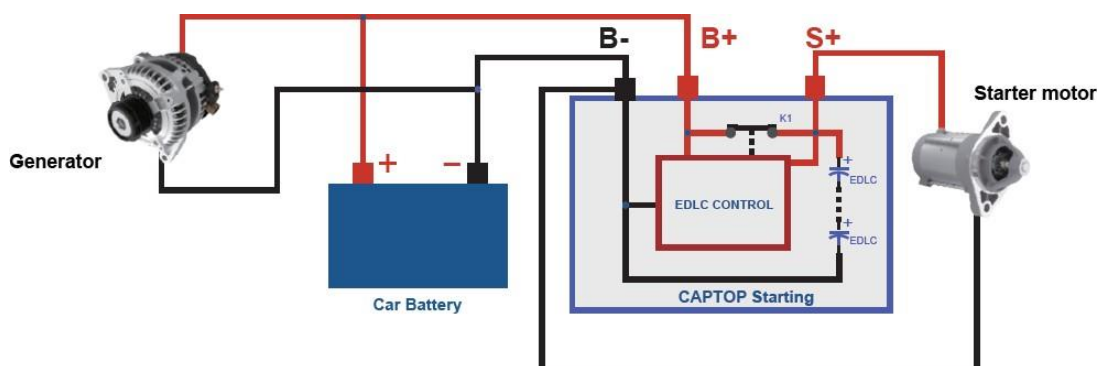 B-
B+
S+
K1
Starter motor
Generator
+
−
+
EDLC
EDLC CONTROL
+
EDLC
Car Battery
CAPTOP Starting